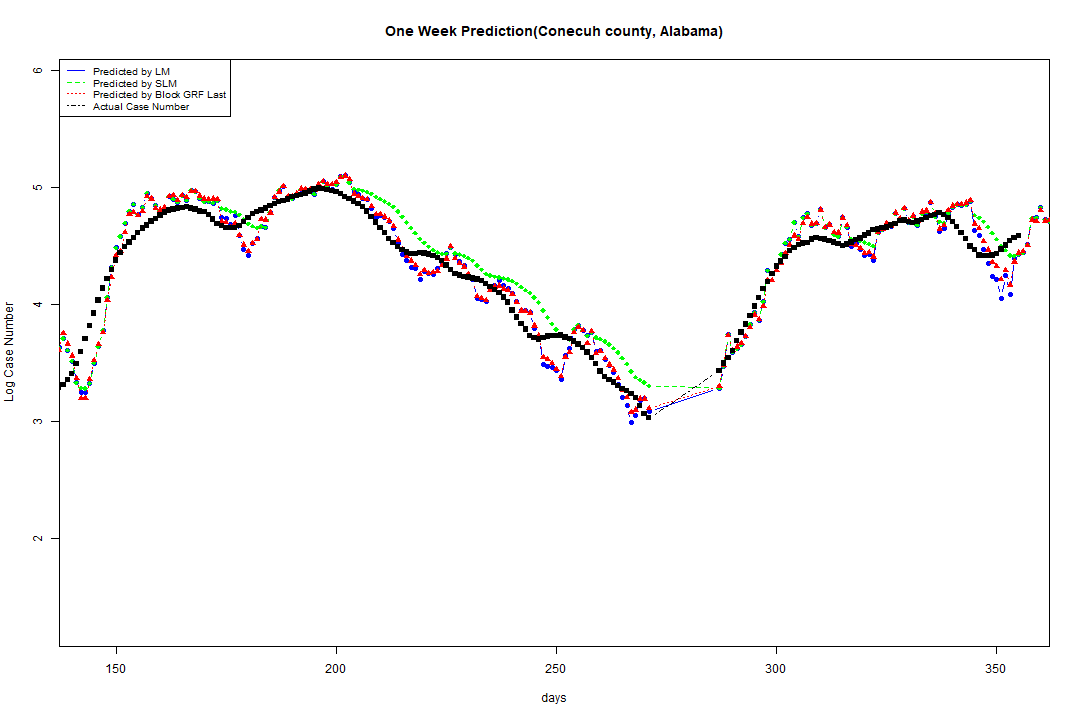 One Week Prediction(Conecuh county, Alabama)
Predicted by LM
Predicted by SLM
Predicted by Block GRF Last
Actual Case Number
6
5
4
3
2
Log Case Number
150 200 250 300 350
days